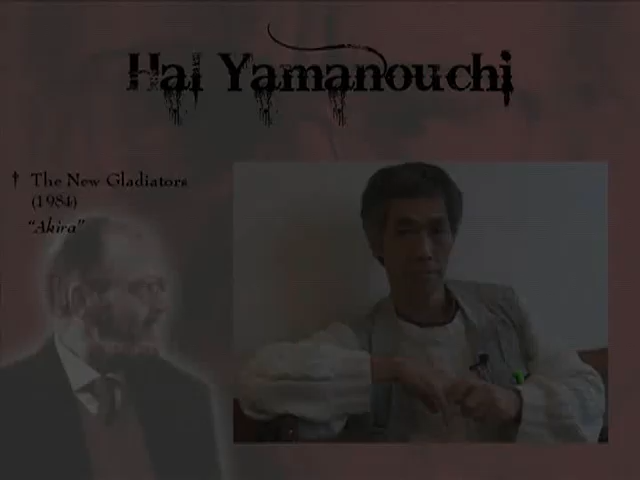 Hal Yamanouchi
† The New Gladiators
(1984)
"Akira"